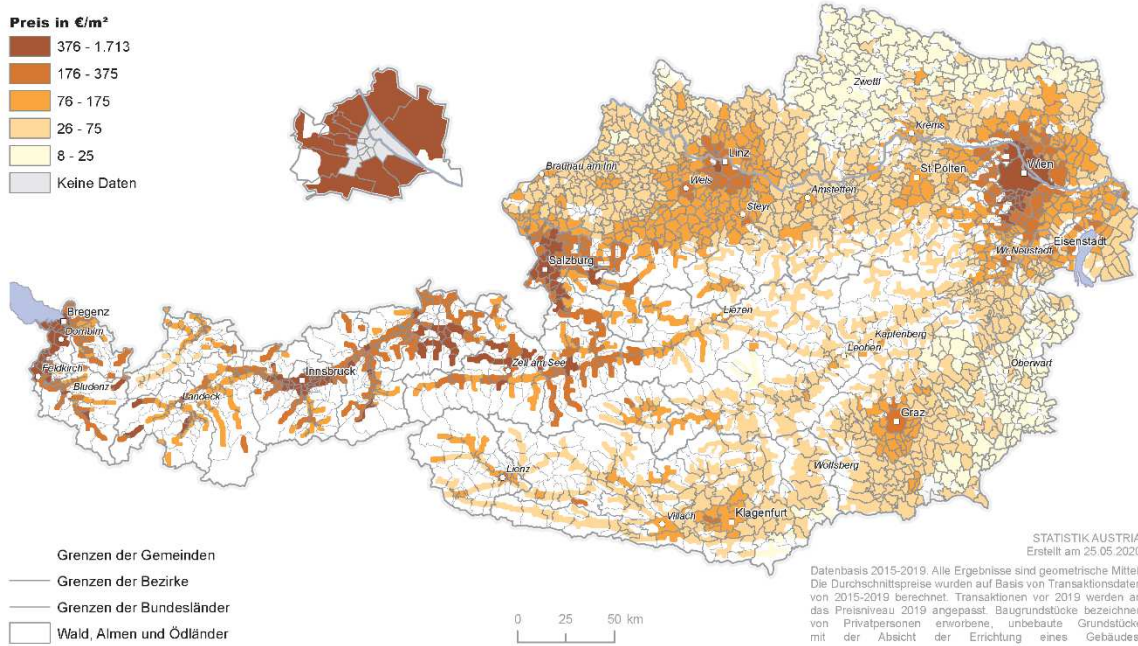 Preis in €/m²
376 - 1.713
176 - 375
76 - 175
26 - 75
8 - 25
Keine Daten
Zwettl
Krems
Linz
Wien
Braunau am Inn
St.Pölten
Wels
Amstetten
Steyr
Eisenstadt
Wr.Neustadt
Salzburg
Bregenz
Dornbirn
Liezen
Kapfenberg
Leoben
Feldkirch
Zell am See
Oberwart
Innsbruck
Bludenz
Landeck
Graz
Lienz
Wolfsberg
Villach
Klagenfurt
Grenzen der Gemeinden
Grenzen der Bezirke
Grenzen der Bundesländer
Wald, Almen und Ödländer
0 25 50 km
STATISTIK AUSTRIA
Erstellt am 25.05.2020
Datenbasis 2015-2019. Alle Ergebnisse sind geometrische Mittel.
Die Durchschnittspreise wurden auf Basis von Transaktionsdaten
von 2015-2019 berechnet. Transaktionen vor 2019 werden an
das Preisniveau 2019 angepasst. Baugrundstücke bezeichnen
von Privatpersonen erworbene, unbebaute Grundstücke
mit der Absicht der Errichtung eines Gebäudes.